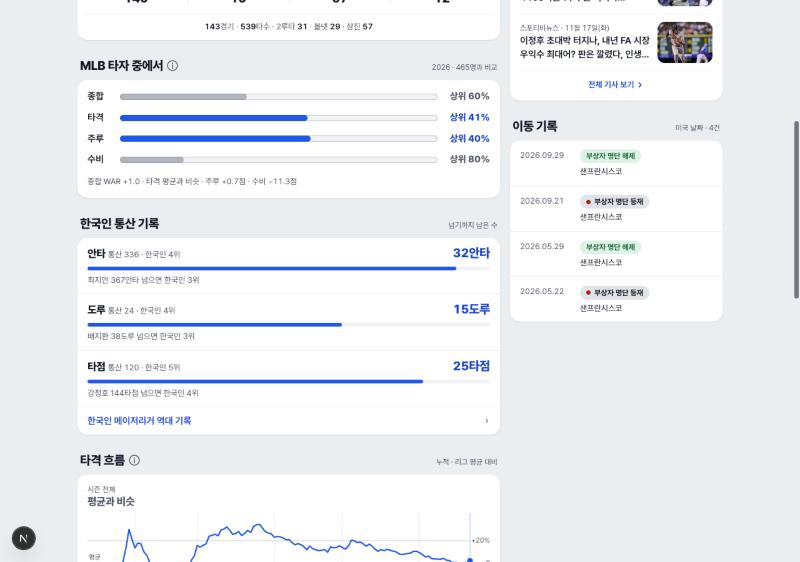 143경기 · 539타수 · 2루타 31 · 볼넷 29 · 삼진 57
MLB 타자 중에서
2026 · 465명과 비교
종합 상위 60%
타격 상위 41%
주루 상위 40%
수비 상위 80%
종합 WAR +1.0 · 타격 평균과 비슷 · 주루 +0.7점 · 수비 −11.3점
한국인 통산 기록
넘기까지 남은 수
안타 통산 336 · 한국인 4위
32안타
최지만 367안타 넘으면 한국인 3위
도루 통산 24 · 한국인 4위
15도루
배지환 38도루 넘으면 한국인 3위
타점 통산 120 · 한국인 5위
25타점
강정호 144타점 넘으면 한국인 4위
한국인 메이저리거 역대 기록
타격 흐름
누적 · 리그 평균 대비
시즌 전체
평균과 비슷
+20%
평균
N
스포티비뉴스 · 11월 17일(화)
이정후 초대박 터지나, 내년 FA 시장
우익수 최대어? 판은 깔렸다, 인생…
전체 기사 보기
이동 기록
미국 날짜 · 4건
2026.09.29
부상자 명단 해제
샌프란시스코
2026.09.21
부상자 명단 등재
샌프란시스코
2026.05.29
부상자 명단 해제
샌프란시스코
2026.05.22
부상자 명단 등재
샌프란시스코